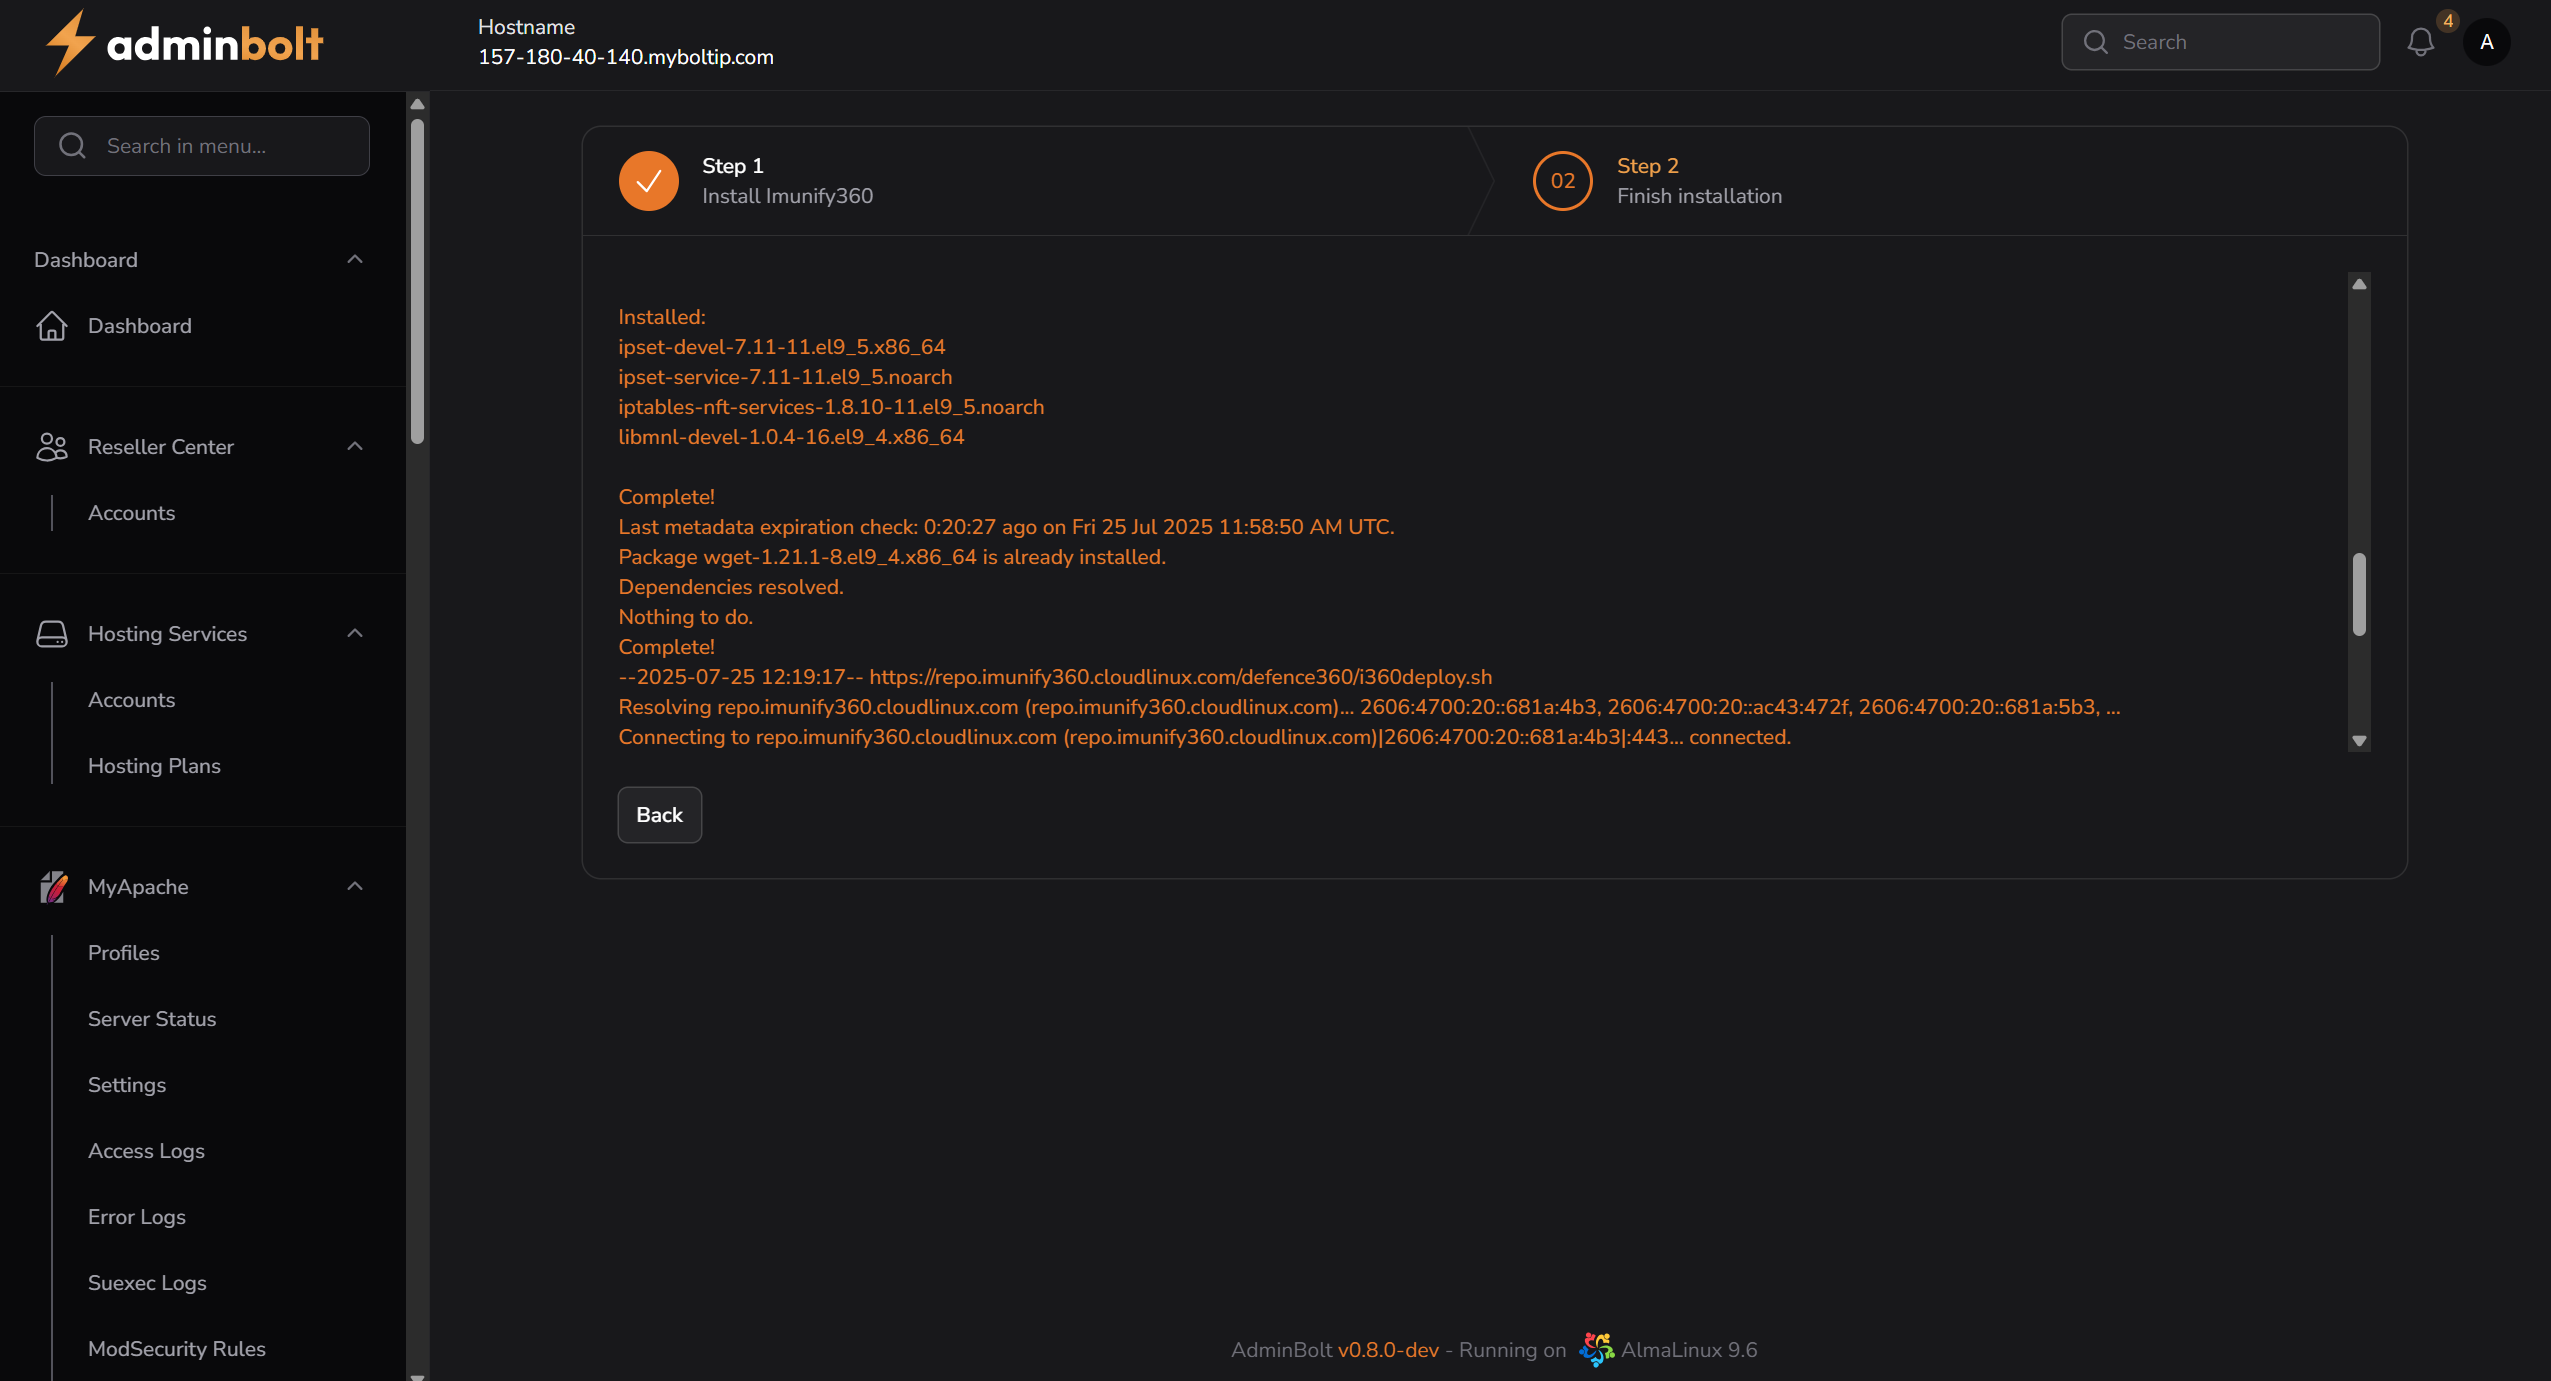 adminbolt
Hostname
157-180-40-140.myboltip.com
Search
4
A
Search in menu...
Dashboard
Dashboard
Reseller Center
Accounts
Hosting Services
Accounts
Hosting Plans
MyApache
Profiles
Server Status
Settings
Access Logs
Error Logs
Suexec Logs
ModSecurity Rules
Step 1
Install Imunify360
02
Step 2
Finish installation
Installed:
ipset-devel-7.11-11.el9_5.x86_64
ipset-service-7.11-11.el9_5.noarch
iptables-nft-services-1.8.10-11.el9_5.noarch
libmnl-devel-1.0.4-16.el9_4.x86_64
Complete!
Last metadata expiration check: 0:20:27 ago on Fri 25 Jul 2025 11:58:50 AM UTC.
Package wget-1.21.1-8.el9_4.x86_64 is already installed.
Dependencies resolved.
Nothing to do.
Complete!
--2025-07-25 12:19:17-- https://repo.imunify360.cloudlinux.com/defence360/i360deploy.sh
Resolving repo.imunify360.cloudlinux.com (repo.imunify360.cloudlinux.com)... 2606:4700:20::681a:4b3, 2606:4700:20::ac43:472f, 2606:4700:20::681a:5b3, ...
Connecting to repo.imunify360.cloudlinux.com (repo.imunify360.cloudlinux.com)|2606:4700:20::681a:4b3|:443... connected.
Back
AdminBolt v0.8.0-dev - Running on AlmaLinux 9.6